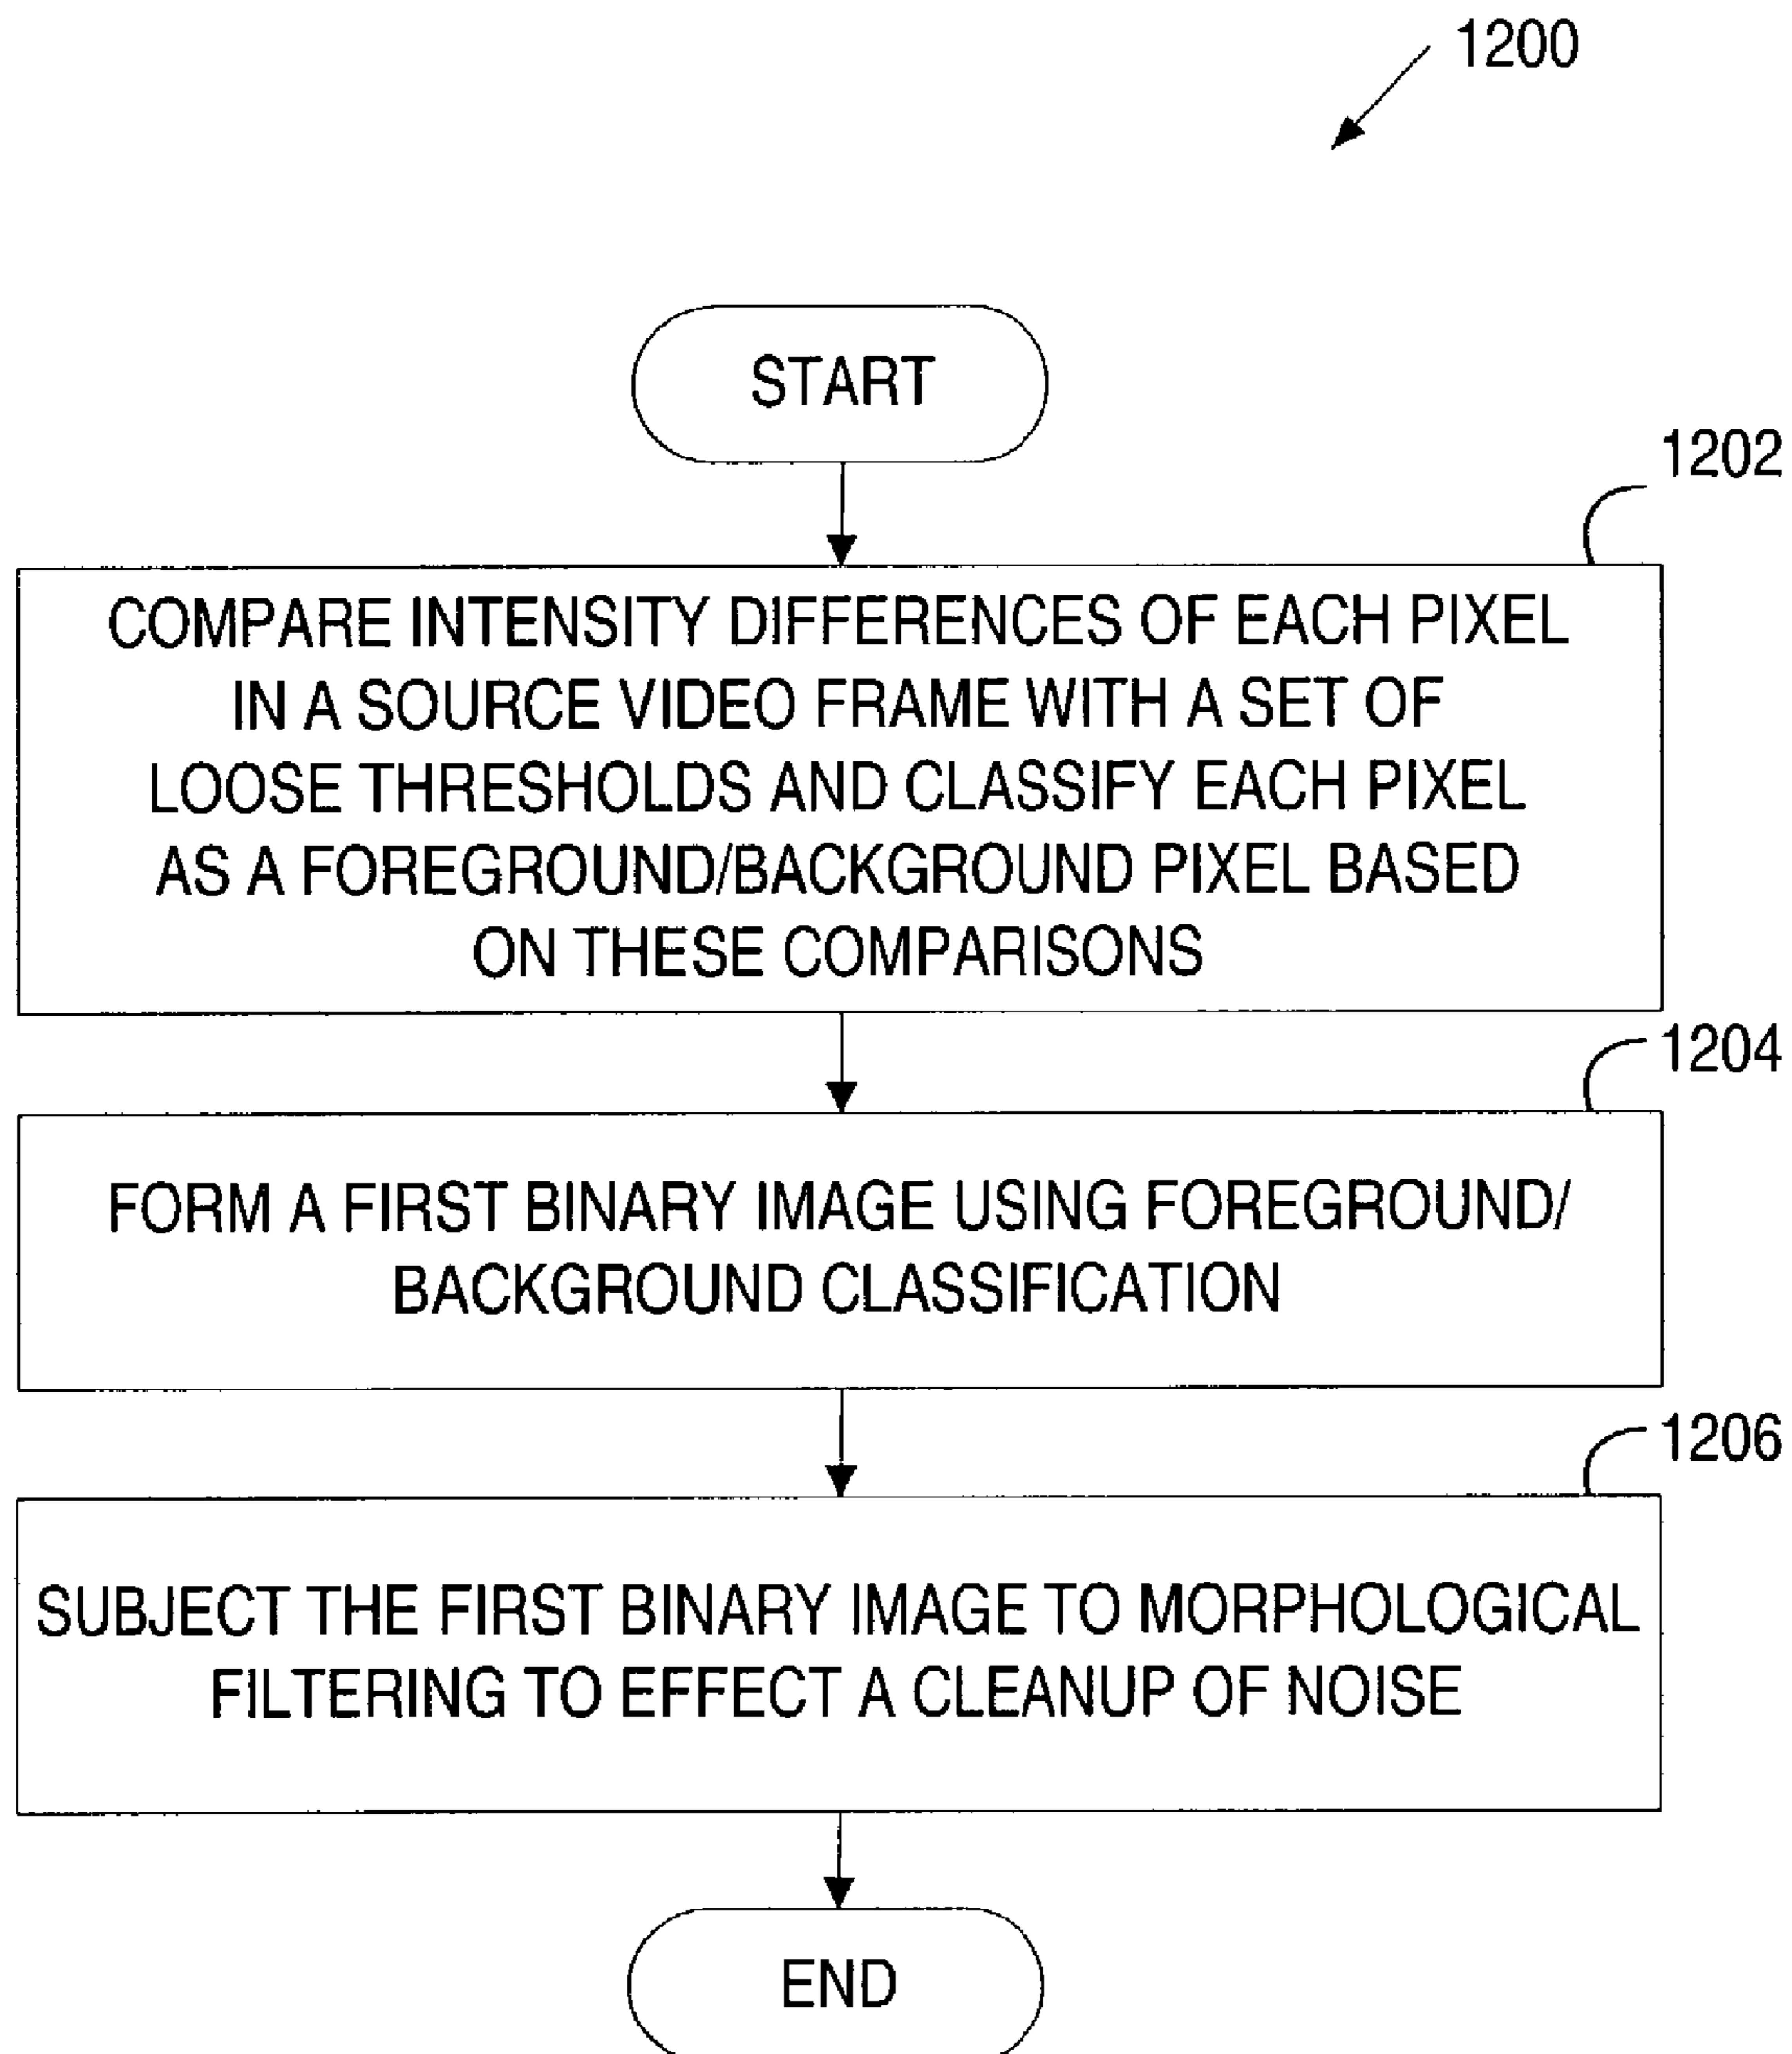 1200
START
1202
COMPARE INTENSITY DIFFERENCES OF EACH PIXEL
IN A SOURCE VIDEO FRAME WITH A SET OF
LOOSE THRESHOLDS AND CLASSIFY EACH PIXEL
AS A FOREGROUND/BACKGROUND PIXEL BASED
ON THESE COMPARISONS
1204
FORM A FIRST BINARY IMAGE USING FOREGROUND/
BACKGROUND CLASSIFICATION
1206
SUBJECT THE FIRST BINARY IMAGE TO MORPHOLOGICAL
FILTERING TO EFFECT A CLEANUP OF NOISE
END